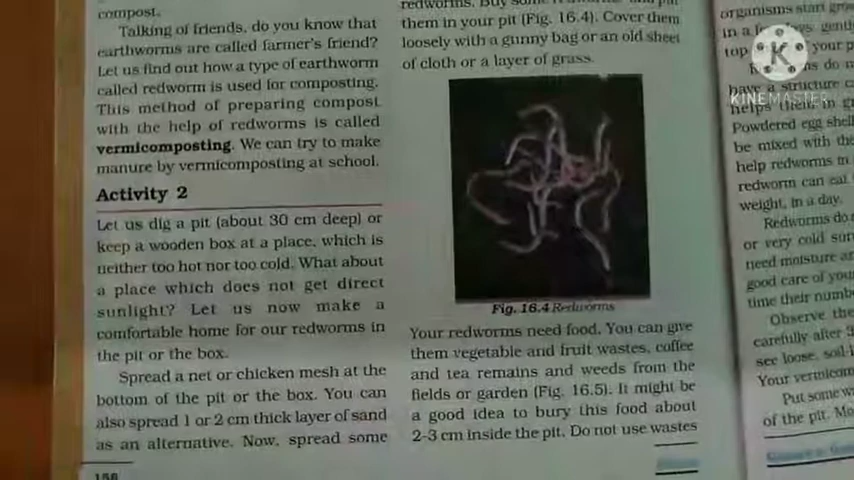 compost.
Talking of friends, do you know that
earthworms are called farmer's friend?
Let us find out how a type of earthworm
called redworm is used for composting.
This method of preparing compost
with the help of redworms is called
vermicomposting. We can try to make
manure by vermicomposting at school.
Activity 2
Let us dig a pit (about 30 cm deep) or
keep a wooden box at a place, which is
neither too hot nor too cold. What about
a place which does not get direct
sunlight? Let us now make a
comfortable home for our redworms in
the pit or the box.
Spread a net or chicken mesh at the
bottom of the pit or the box. You can
also spread 1 or 2 cm thick layer of sand
as an alternative. Now, spread some
158
redworms. Buy some
them in your pit (Fig. 16.4). Cover them
loosely with a gunny bag or an old sheet
of cloth or a layer of grass.
Fig. 16.4 Redworms
Your redworms need food. You can give
them vegetable and fruit wastes, coffee
and tea remains and weeds from the
fields or garden (Fig. 16.5). It might be
a good idea to bury this food about
2-3 cm inside the pit. Do not use wastes
organisms start
in a few days, 
top your p
do n
have a structure
helps them in
Powdered egg shell
be mixed with the
help redworms in
redworm can eat
weight, in a day.
Redworms do
or very cold sur
need moisture
good care of your
time their numbe
Observe the
carefully after
see loose, soil-
Your vermicom
Put some
of the pit. Mo
K
KINEMASTER